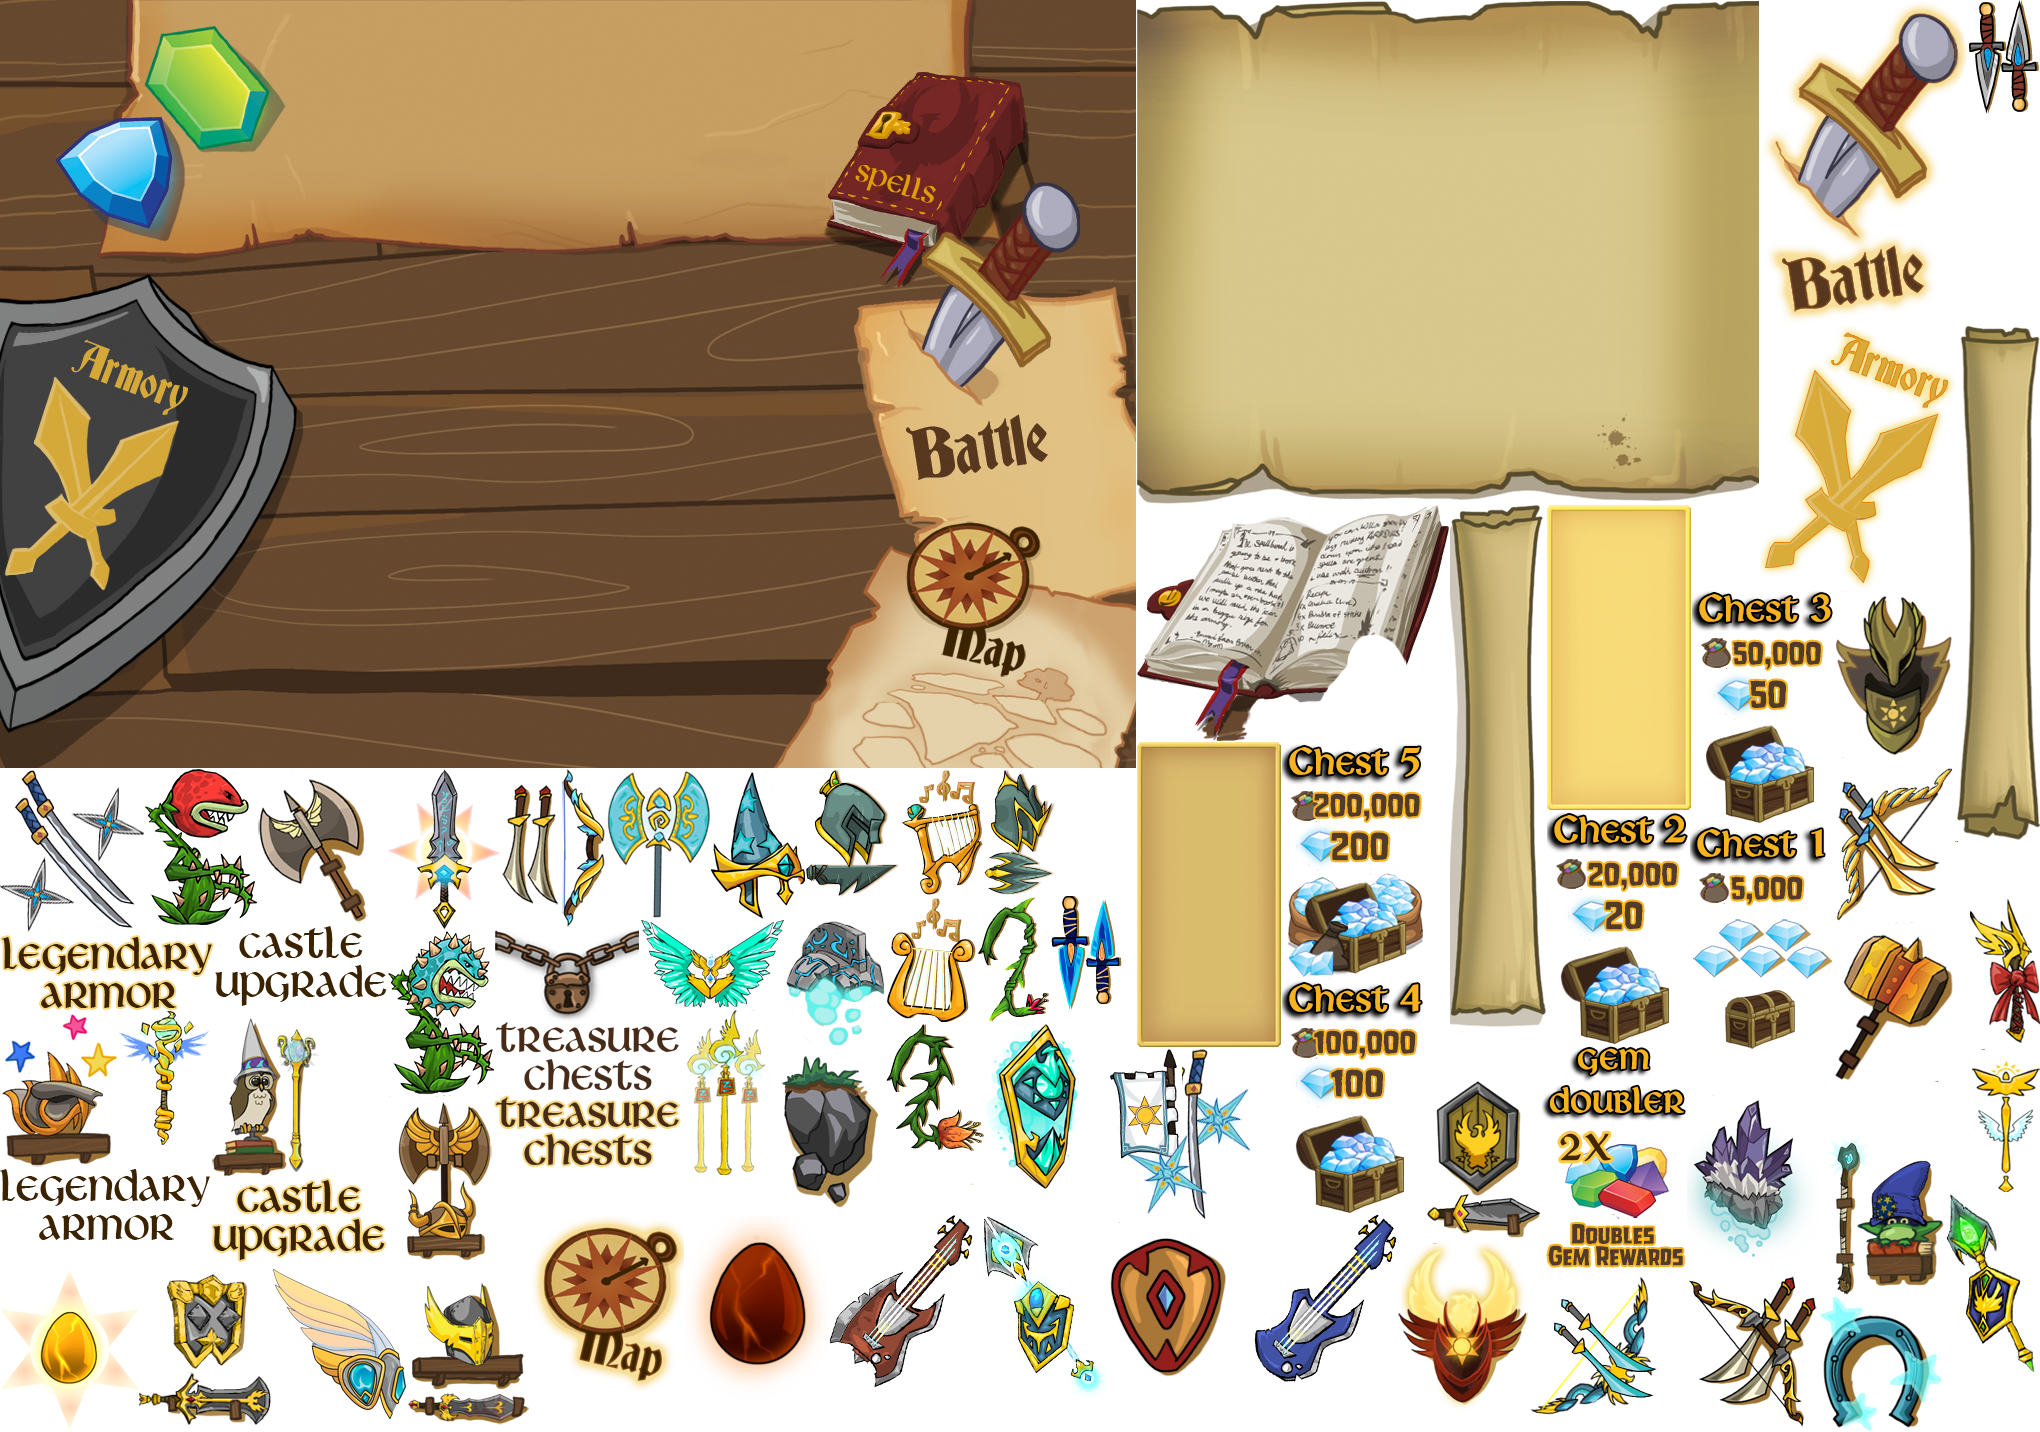 spells
Armory
Battle
Map
Battle
Armory
Chest 3
50,000
50
Chest 5
200,000
200
Chest 2
20,000
20
Chest 1
5,000
Chest 4
100,000
100
gem
doubler
2X
Doubles
Gem Rewards
Legendary
armor
castle
upgrade
treasure
chests
treasure
chests
Legendary
armor
castle
upgrade
Map